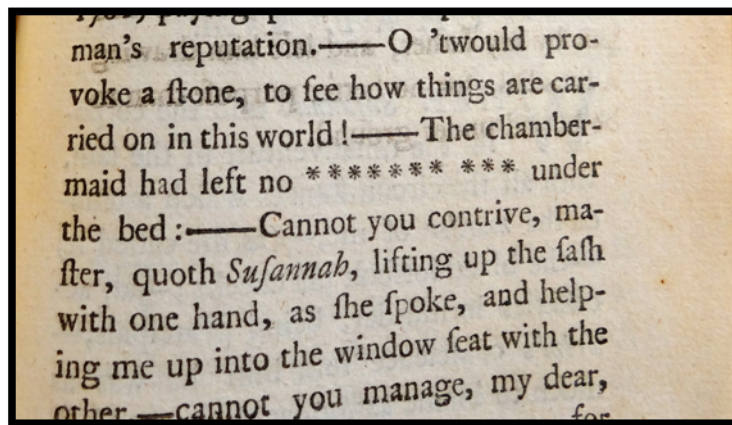 man's reputation.——O 'twould pro-
voke a ſtone, to ſee how things are car-
ried on in this world !——The chamber-
maid had left no ******* *** under
the bed :——Cannot you contrive, ma-
ſter, quoth Suſannah, lifting up the ſaſh
with one hand, as ſhe ſpoke, and help-
ing me up into the window ſeat with the
other,—cannot you manage, my dear,
for